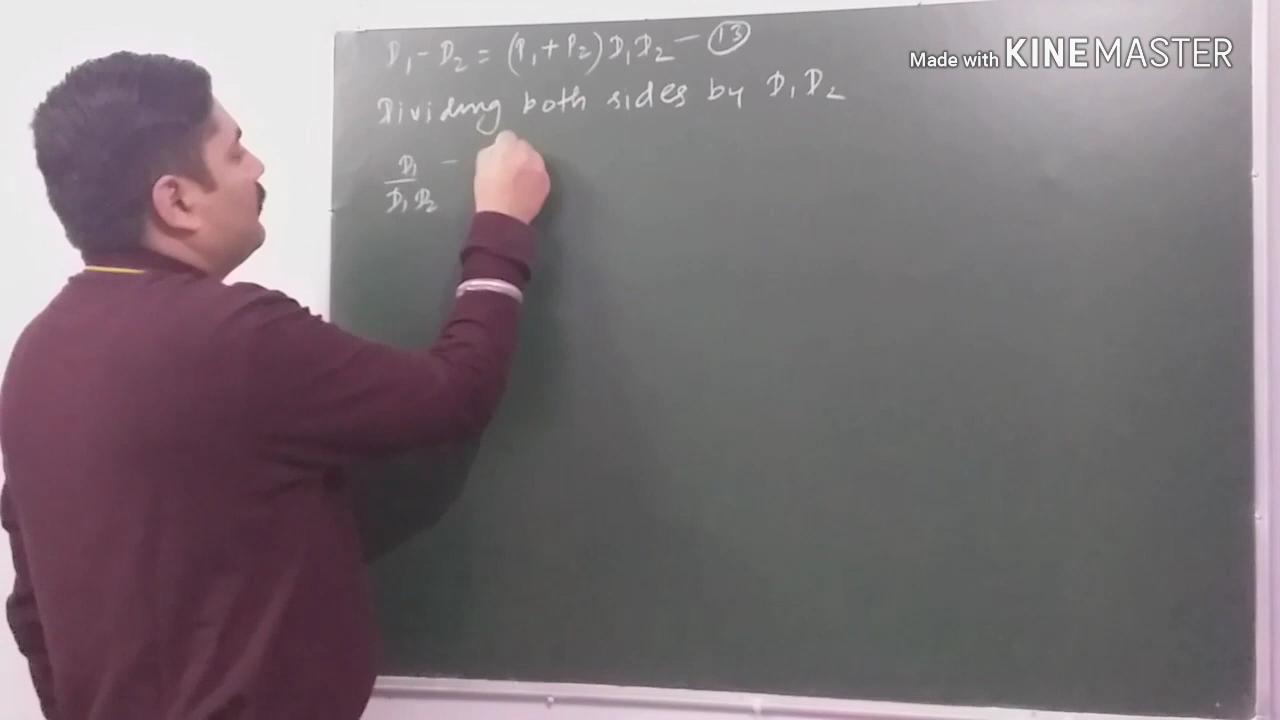 D₁ - D₂ = (P₁ + P₂) D₁ D₂ — 13
Made with KINEMASTER
Dividing both sides by D₁ D₂
D₁ / D₁ D₂ -